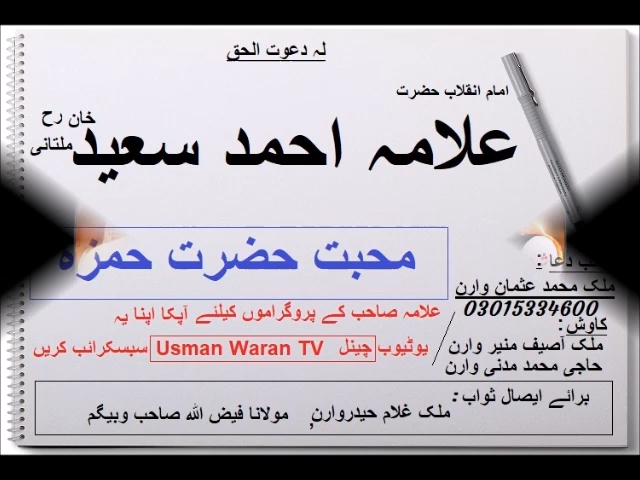 لہ دعوت الحق
امام انقلاب حضرت
علامہ احمد سعید خان رح ملتانی
محبت حضرت حمزہ
علامہ صاحب کے پروگراموں کیلئے آپکا اپنا یہ
یوٹیوب چینل Usman Waran TV سبسکرائب کریں
دعا :
ملک محمد عثمان وارن
03015334600
کاوش :
ملک آصیف منیر وارن
حاجی محمد مدنی وارن
برائے ایصال ثواب :
ملک غلام حیدروارن, مولانا فیض اللہ صاحب وبیگم